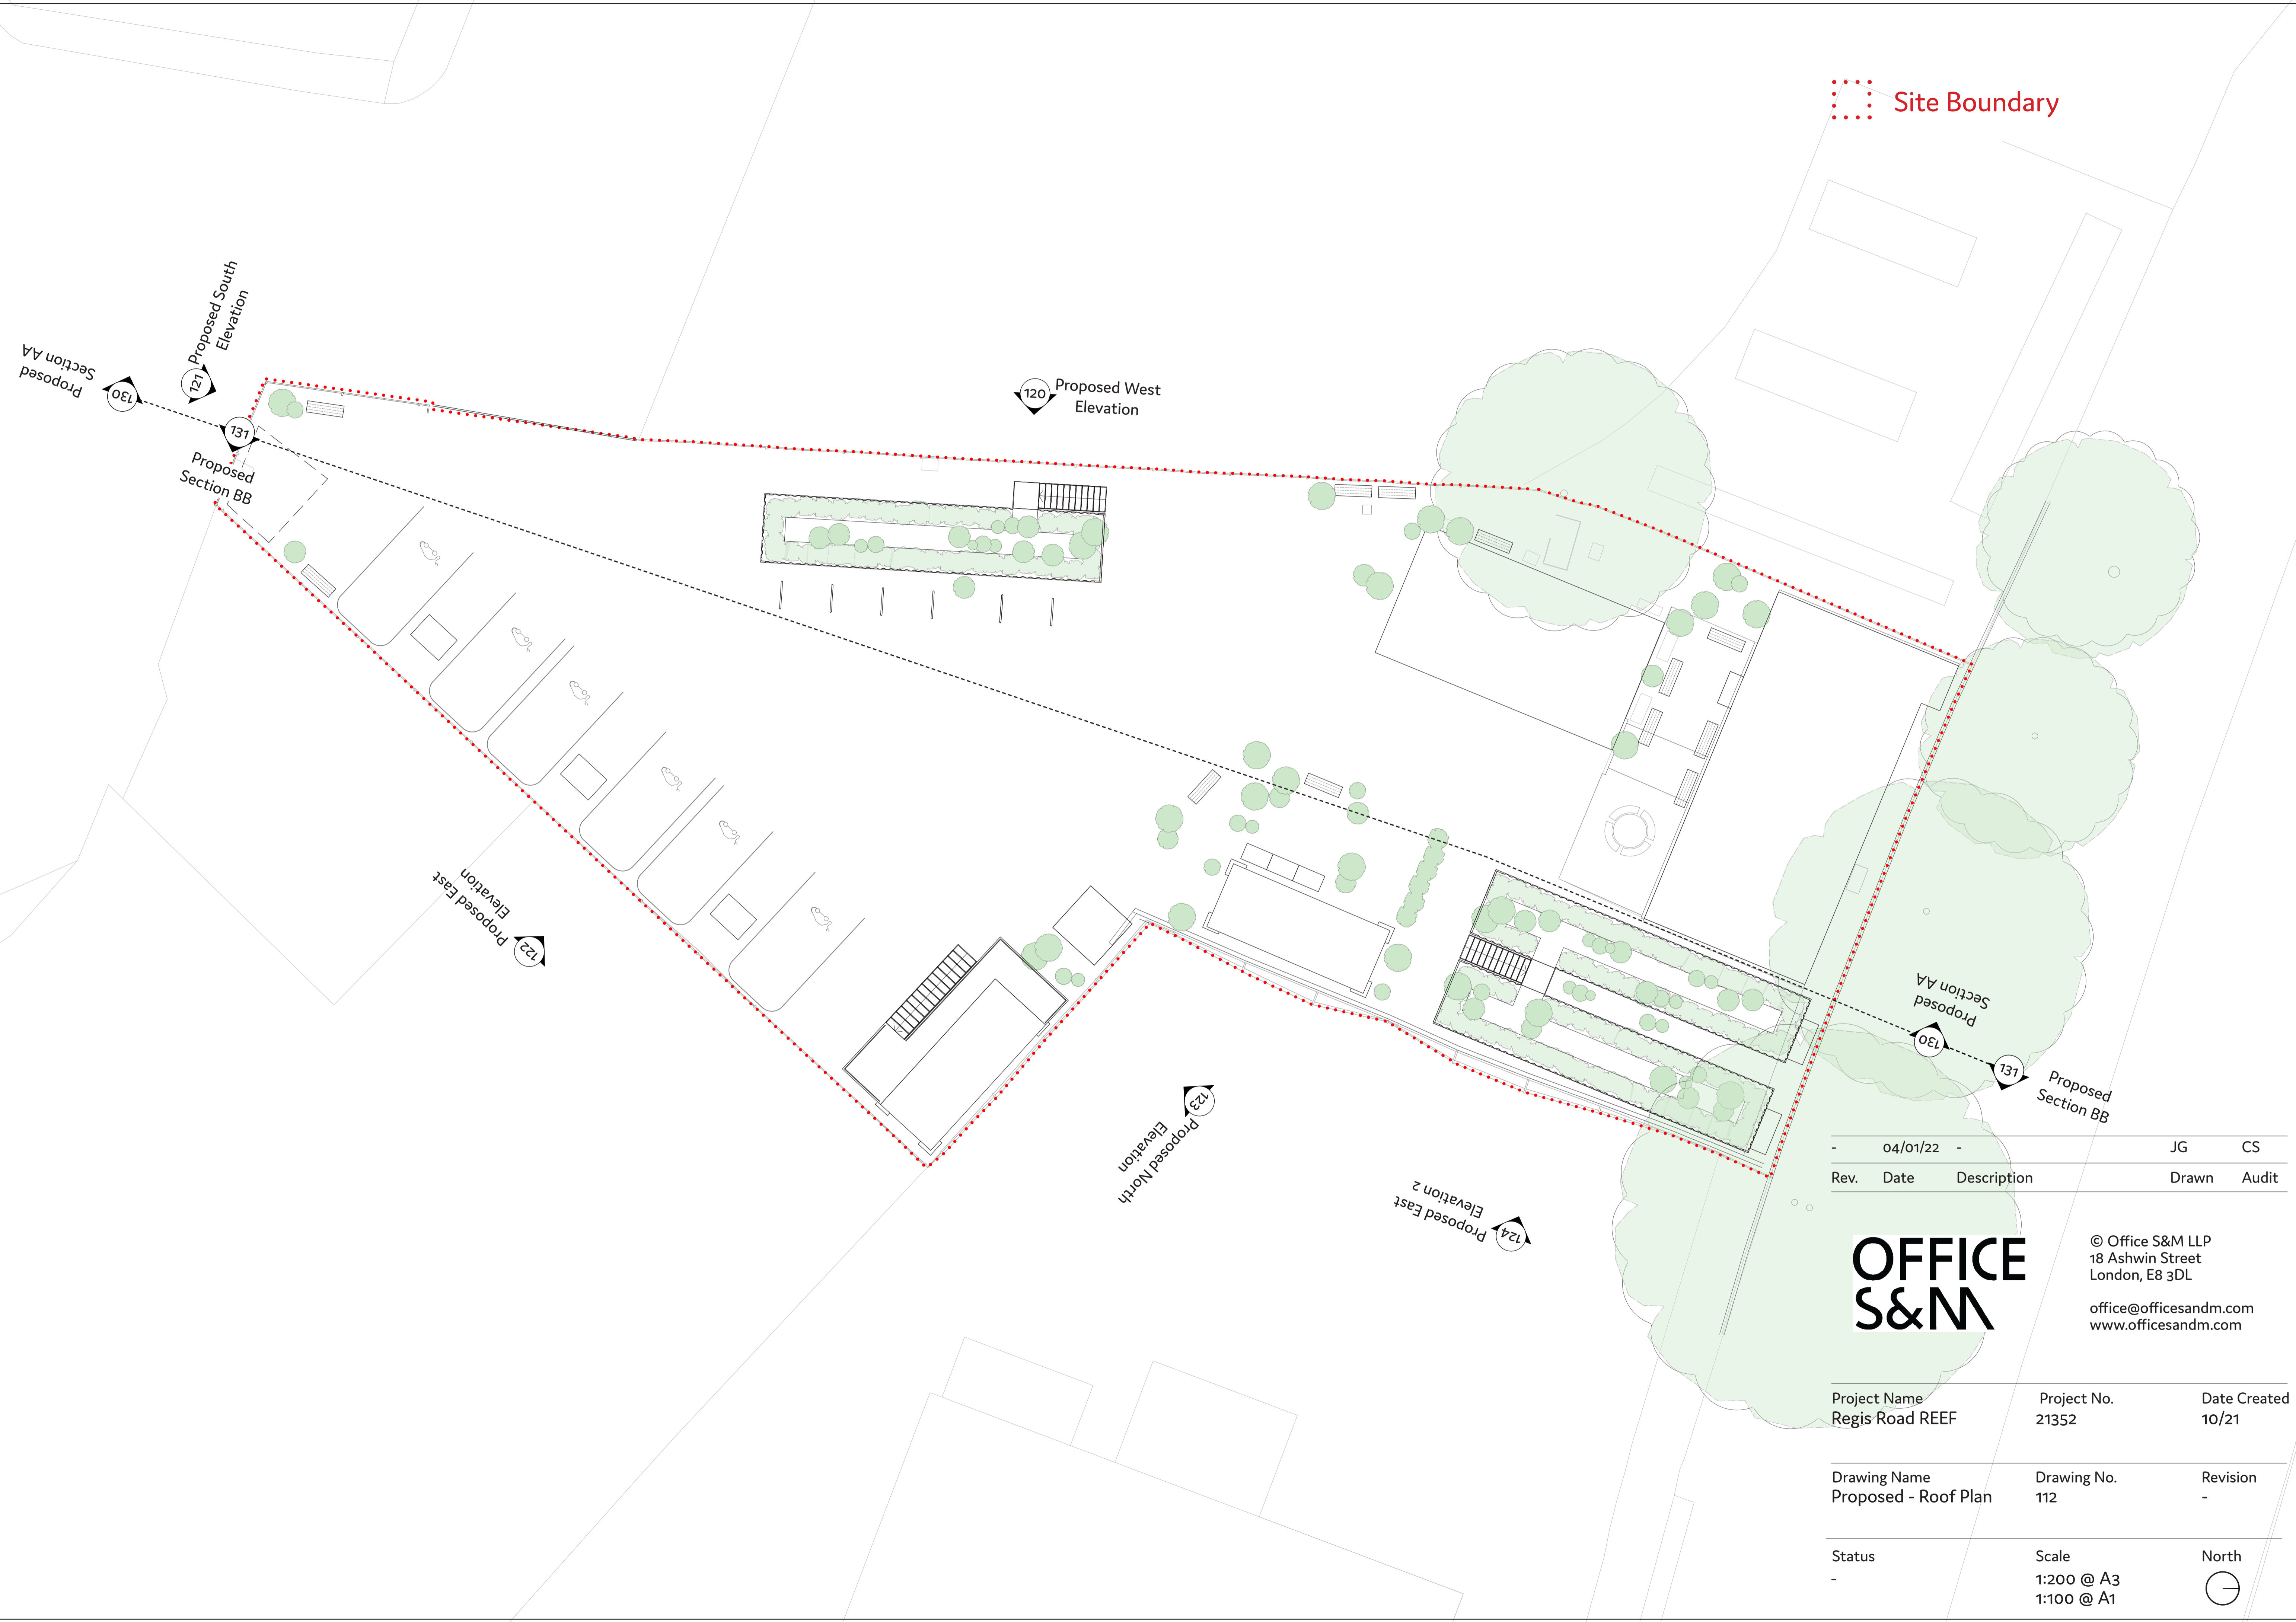 Site Boundary
Proposed South
Elevation
121
Proposed
Section AA
130
131
Proposed
Section BB
120
Proposed West
Elevation
Proposed East
Elevation
122
123
Proposed North
Elevation
Proposed East
Elevation 2
124
Proposed
Section AA
130
131
Proposed
Section BB
- 04/01/22 - JG CS
Rev. Date Description Drawn Audit
OFFICE
S&M
© Office S&M LLP
18 Ashwin Street
London, E8 3DL
office@officesandm.com
www.officesandm.com
Project Name Project No. Date Created
Regis Road REEF 21352 10/21
Drawing Name Drawing No. Revision
Proposed - Roof Plan 112 -
Status Scale North
- 1:200 @ A3
1:100 @ A1